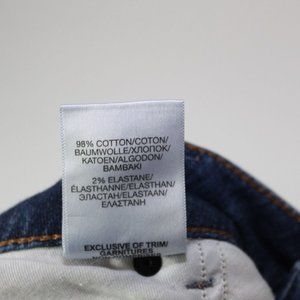 98% COTTON/COTON/
BAUMWOLLE/ХЛОПОК/
KATOEN/ALGODON/
BAMBAKI
2% ELASTANE/
ÉLASTHANNE/ELASTHAN/
ЭЛАСТАН/ELASTAAN/
ΕΛΑΣΤΑΝΗ
EXCLUSIVE OF TRIM/
GARNITURES